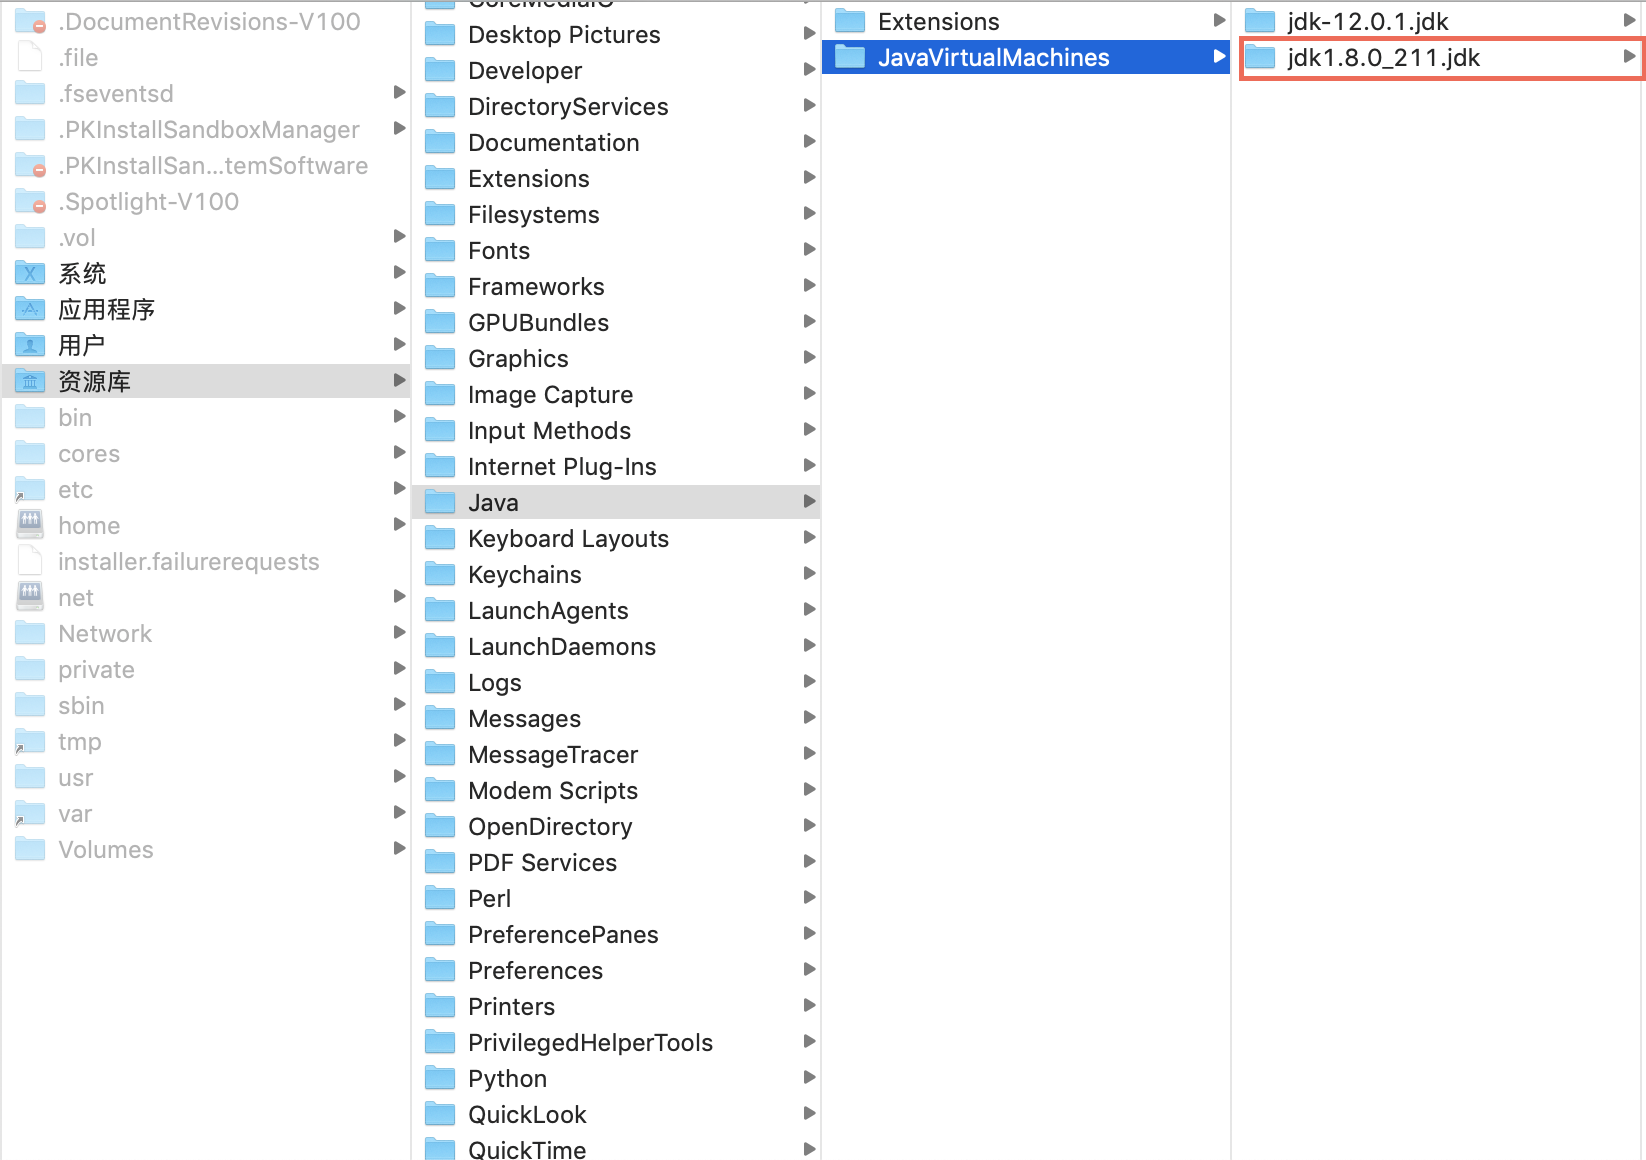 .DocumentRevisions-V100
.file
.fseventsd
.PKInstallSandboxManager
.PKInstallSan...temSoftware
.Spotlight-V100
.vol
系统
应用程序
用户
资源库
bin
cores
etc
home
installer.failurerequests
net
Network
private
sbin
tmp
usr
var
Volumes
CoreMediaIO
Desktop Pictures
Developer
DirectoryServices
Documentation
Extensions
Filesystems
Fonts
Frameworks
GPUBundles
Graphics
Image Capture
Input Methods
Internet Plug-Ins
Java
Keyboard Layouts
Keychains
LaunchAgents
LaunchDaemons
Logs
Messages
MessageTracer
Modem Scripts
OpenDirectory
PDF Services
Perl
PreferencePanes
Preferences
Printers
PrivilegedHelperTools
Python
QuickLook
QuickTime
Extensions
JavaVirtualMachines
jdk-12.0.1.jdk
jdk1.8.0_211.jdk